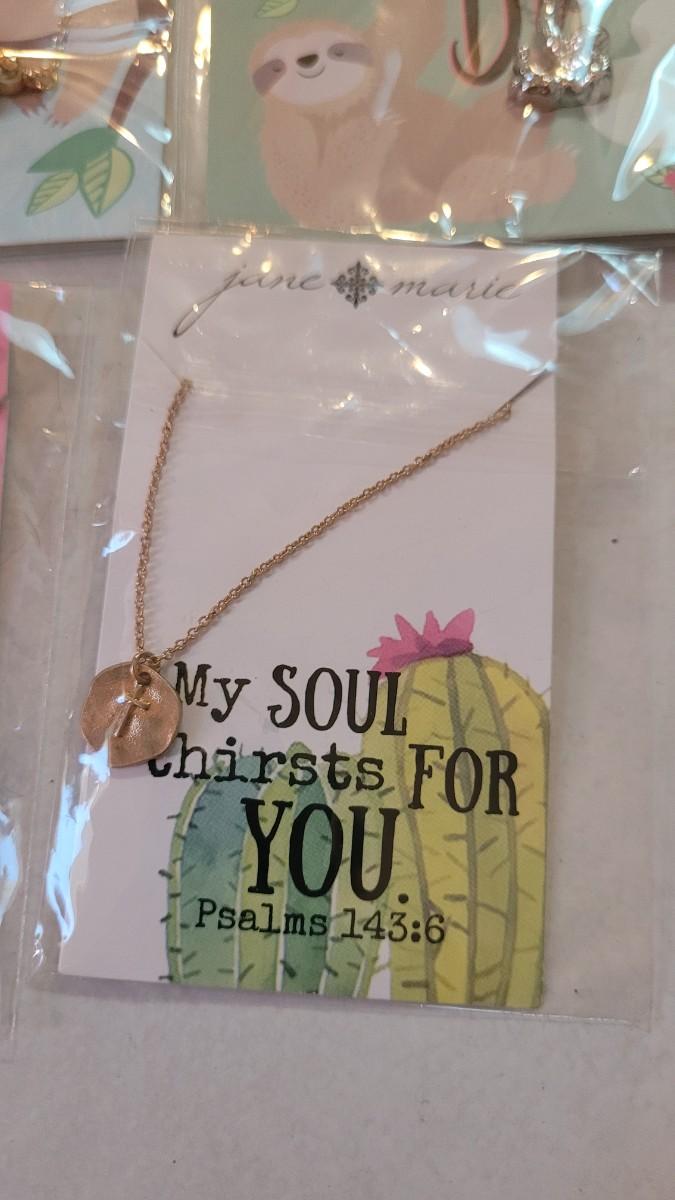 jane marie
My SOUL
thirsts FOR
YOU.
Psalms 143:6